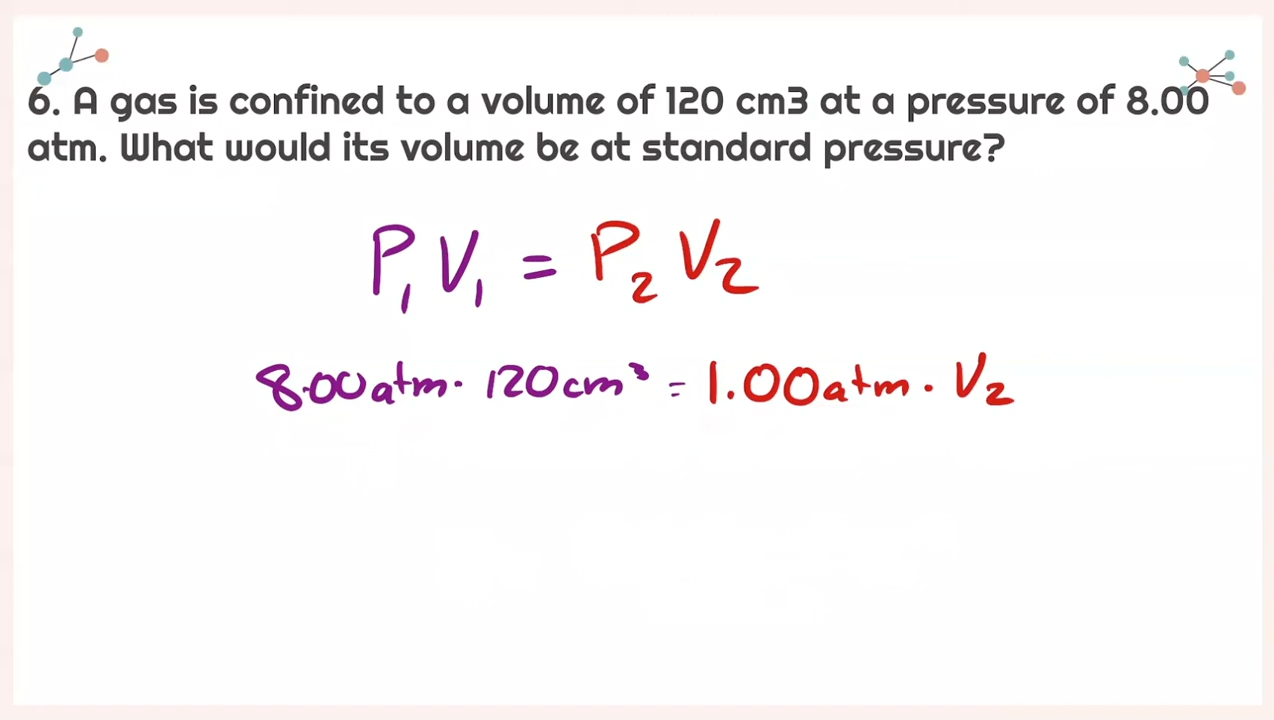 6. A gas is confined to a volume of 120 cm3 at a pressure of 8.00
atm. What would its volume be at standard pressure?
P₁V₁ = P₂V₂
8.00atm · 120cm³ = 1.00atm · V₂